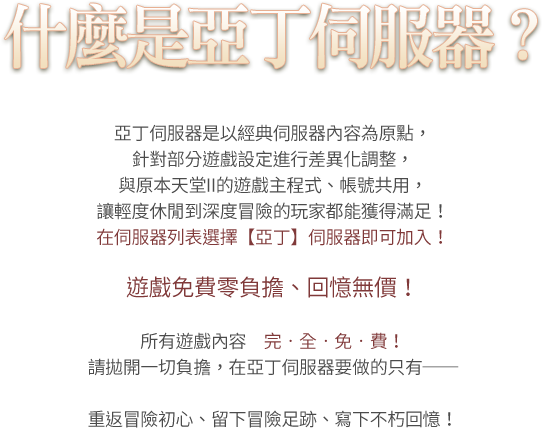 什麼是亞丁伺服器？
亞丁伺服器是以經典伺服器內容為原點，
針對部分遊戲設定進行差異化調整，
與原本天堂II的遊戲主程式、帳號共用，
讓輕度休閒到深度冒險的玩家都能獲得滿足！
在伺服器列表選擇【亞丁】伺服器即可加入！
遊戲免費零負擔、回憶無價！
所有遊戲內容　完．全．免．費！
請拋開一切負擔，在亞丁伺服器要做的只有──
重返冒險初心、留下冒險足跡、寫下不朽回憶！